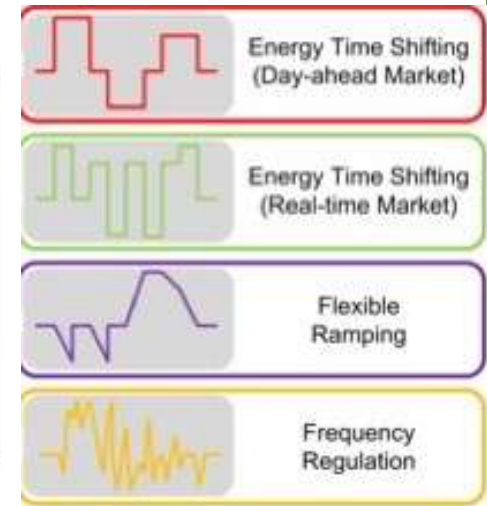 Energy Time Shifting
(Day-ahead Market)
Energy Time Shifting
(Real-time Market)
Flexible
Ramping
Frequency
Regulation